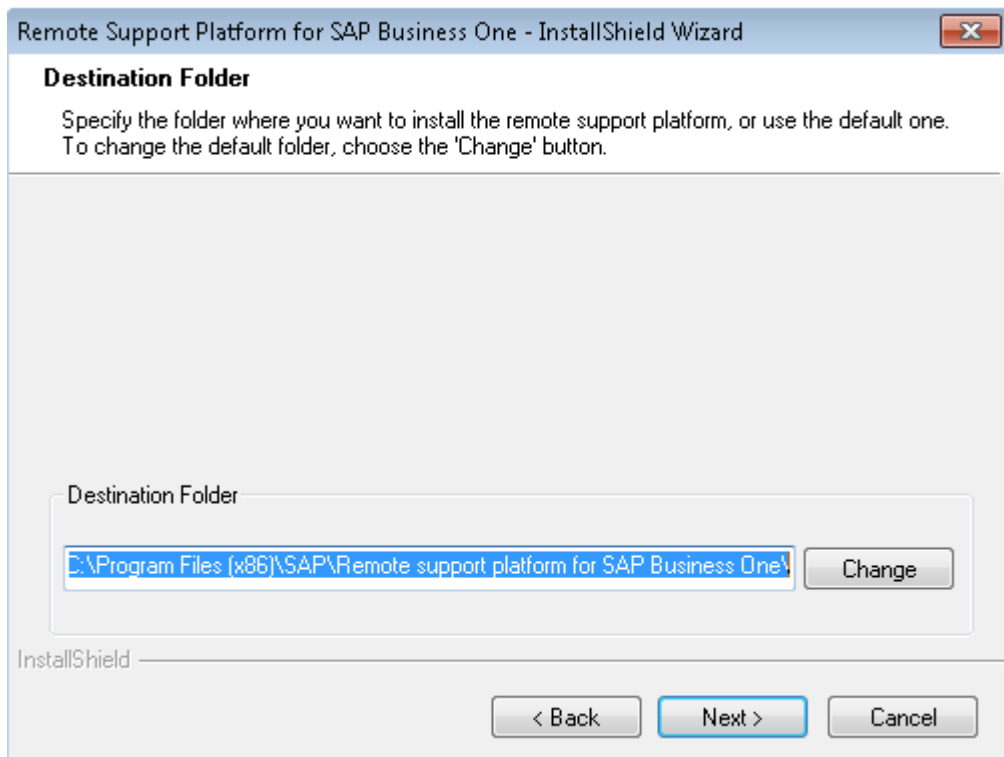 Remote Support Platform for SAP Business One - InstallShield Wizard
Destination Folder
Specify the folder where you want to install the remote support platform, or use the default one.
To change the default folder, choose the 'Change' button.
Destination Folder
C:\Program Files (x86)\SAP\Remote support platform for SAP Business One\
Change
InstallShield
< Back
Next >
Cancel